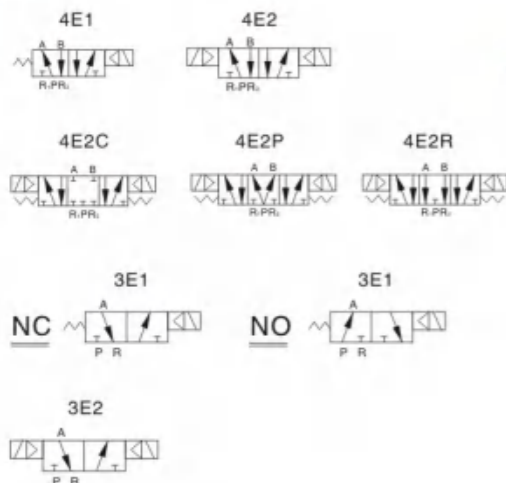 4E1
4E2
A B
A B
R₁PR₂
R₁PR₂
4E2C
4E2P
4E2R
A B
A B
A B
R₁PR₂
R₁PR₂
R₁PR₂
3E1
3E1
A
A
NC
NO
P R
P R
3E2
A
P R